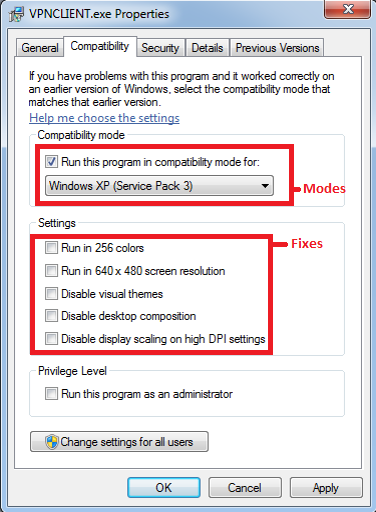 VPNCLIENT.exe Properties
General
Compatibility
Security
Details
Previous Versions
If you have problems with this program and it worked correctly on
an earlier version of Windows, select the compatibility mode that
matches that earlier version.
Help me choose the settings
Compatibility mode
Run this program in compatibility mode for:
Windows XP (Service Pack 3)
Modes
Settings
Fixes
Run in 256 colors
Run in 640 x 480 screen resolution
Disable visual themes
Disable desktop composition
Disable display scaling on high DPI settings
Privilege Level
Run this program as an administrator
Change settings for all users
OK
Cancel
Apply